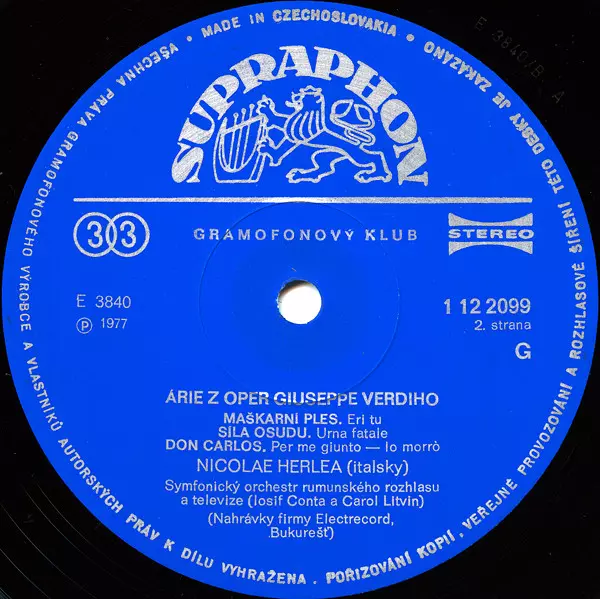 VŠECHNA PRÁVA GRAMOFONOVÉHO VÝROBCE A VLASTNÍKŮ AUTORSKÝCH PRÁV K DÍLU VYHRAŽENA . POŘIZOVÁNÍ KOPIÍ, VEŘEJNÉ PROVOZOVÁNÍ A ROZHLASOVÉ ŠÍŘENÍ TÉTO DESKY JE ZAKÁZÁNO • MADE IN CZECHOSLOVAKIA •
E 3840/B A
SUPRAPHON
33
GRAMOFONOVÝ KLUB
STEREO
E 3840
1 12 2099
Ⓟ 1977
2. strana
G
ÁRIE Z OPER GIUSEPPE VERDIHO
MAŠKARNÍ PLES. Eri tu
SÍLA OSUDU. Urna fatale
DON CARLOS. Per me giunto — Io morrò
NICOLAE HERLEA (italsky)
Symfonický orchestr rumunského rozhlasu
a televize (Iosif Conta a Carol Litvin)
(Nahrávky firmy Electrecord,
Bukurešť)